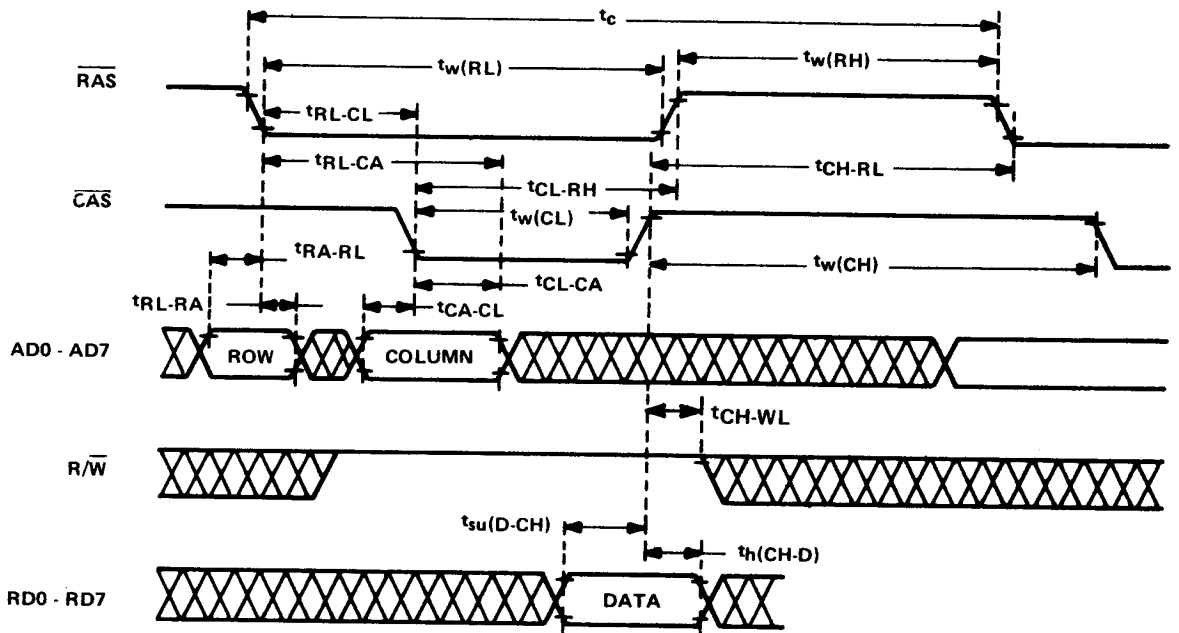 tc
RAS
tw(RL)
tw(RH)
tRL-CL
tRL-CA
tCH-RL
tCL-RH
CAS
tw(CL)
tRA-RL
tw(CH)
tCL-CA
tRL-RA
tCA-CL
AD0 - AD7
ROW
COLUMN
tCH-WL
R/W
tsu(D-CH)
th(CH-D)
RD0 - RD7
DATA